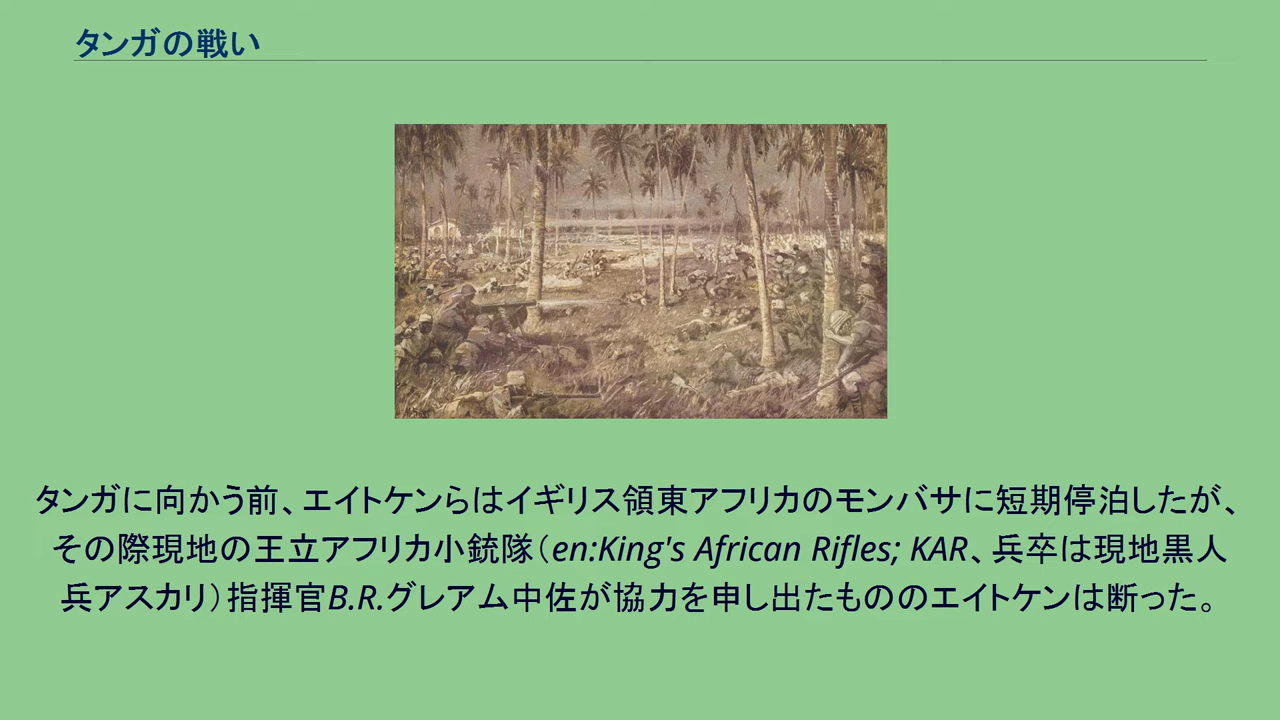 タンガの戦い
タンガに向かう前、エイトケンらはイギリス領東アフリカのモンバサに短期停泊したが、
その際現地の王立アフリカ小銃隊（en:King's African Rifles; KAR、兵卒は現地黒人
兵アスカリ）指揮官B.R.グレアム中佐が協力を申し出たもののエイトケンは断った。